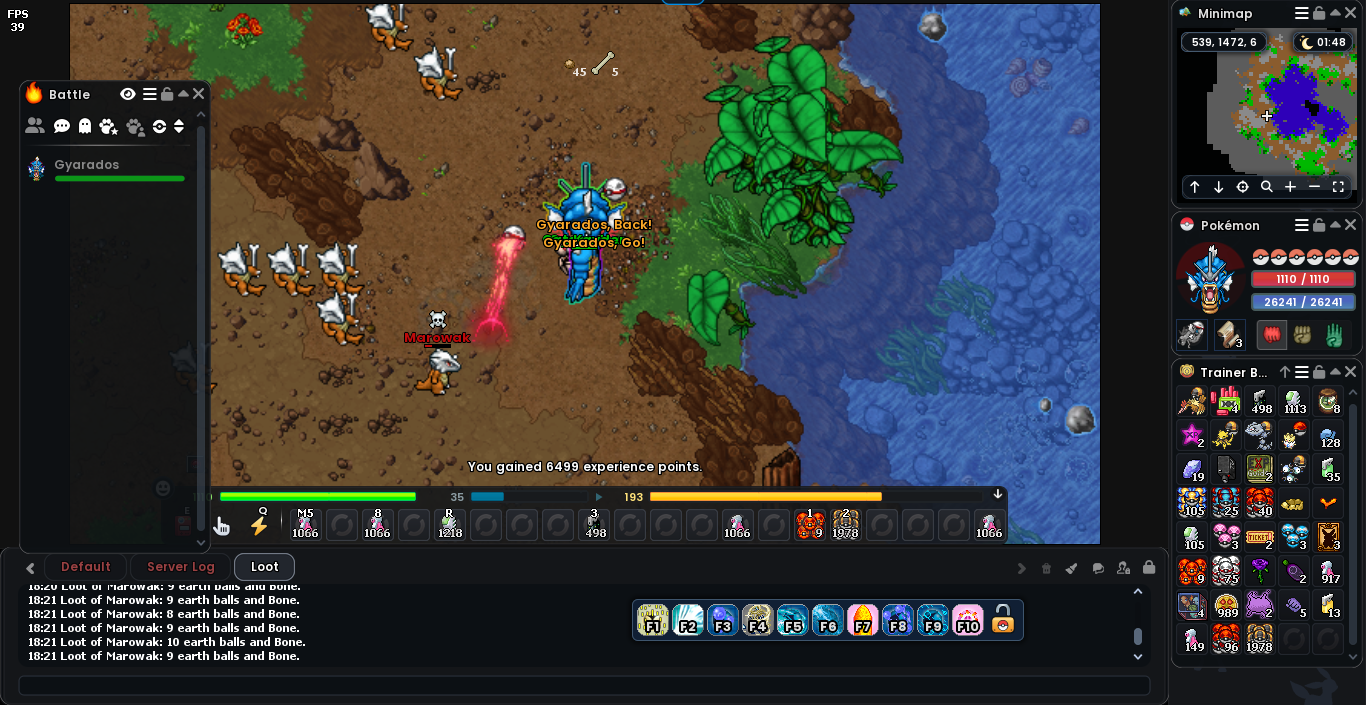 FPS
39
Battle
Gyarados
45 5
Gyarados, Back!
Gyarados, Go!
Marowak
You gained 6499 experience points.
35
193
Q
M5
1066
8
1066
R
1218
3
498
1066
1
9
2
1978
1066
Default
Server Log
Loot
18:20 Loot of Marowak: 9 earth balls and Bone.
18:21 Loot of Marowak: 9 earth balls and Bone.
18:21 Loot of Marowak: 8 earth balls and Bone.
18:21 Loot of Marowak: 9 earth balls and Bone.
18:21 Loot of Marowak: 10 earth balls and Bone.
18:21 Loot of Marowak: 9 earth balls and Bone.
F1 F2 F3 F4 F5 F6 F7 F8 F9 F10
Minimap
539, 1472, 6
01:48
Pokémon
1110 / 1110
26241 / 26241
3
Trainer B...
4 498 1113 8
2 128
19 2 35
105 25 40
105 3 2 3 3
9 75 2 917
4 989 2 5 13
149 96 1978